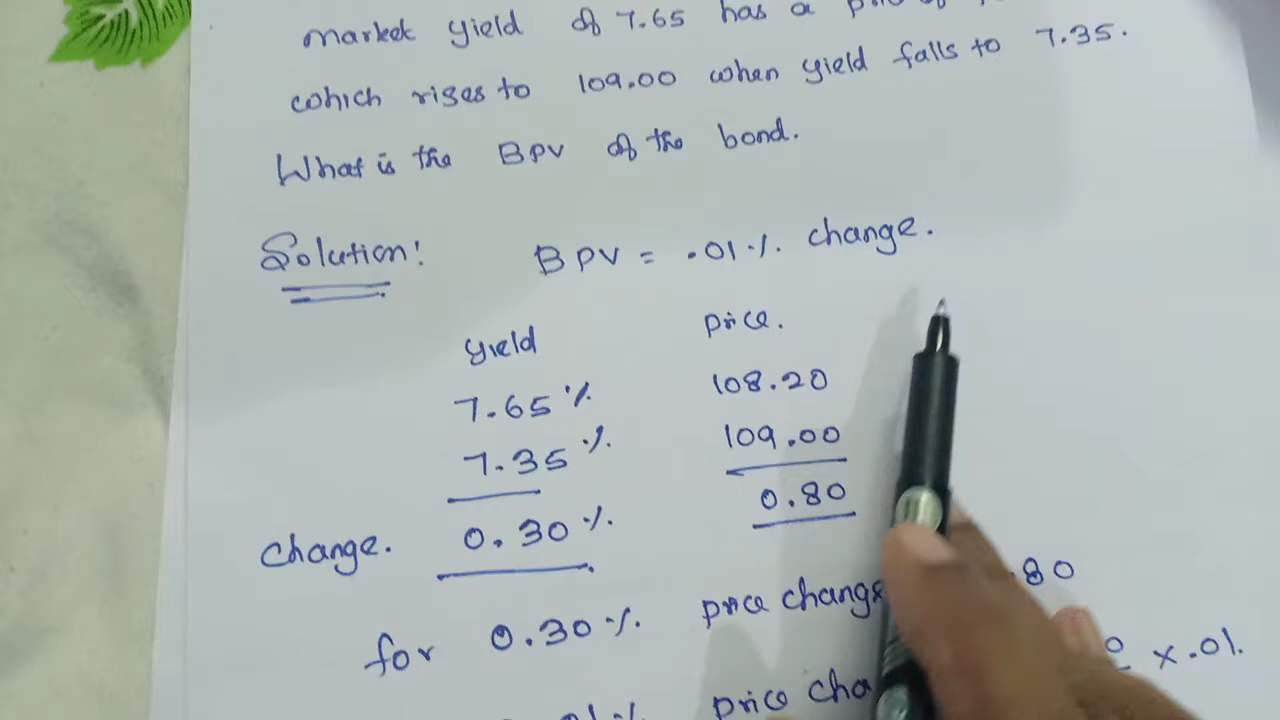 market yield of 7.65 has a
which rises to 109.00 when yield falls to 7.35.
What is the BPV of the bond.
Solution:
BPV = .01% change.
yield price.
7.65% 108.20
7.35% 109.00
change. 0.30% 0.80
for 0.30% price change .80
price cha x .01